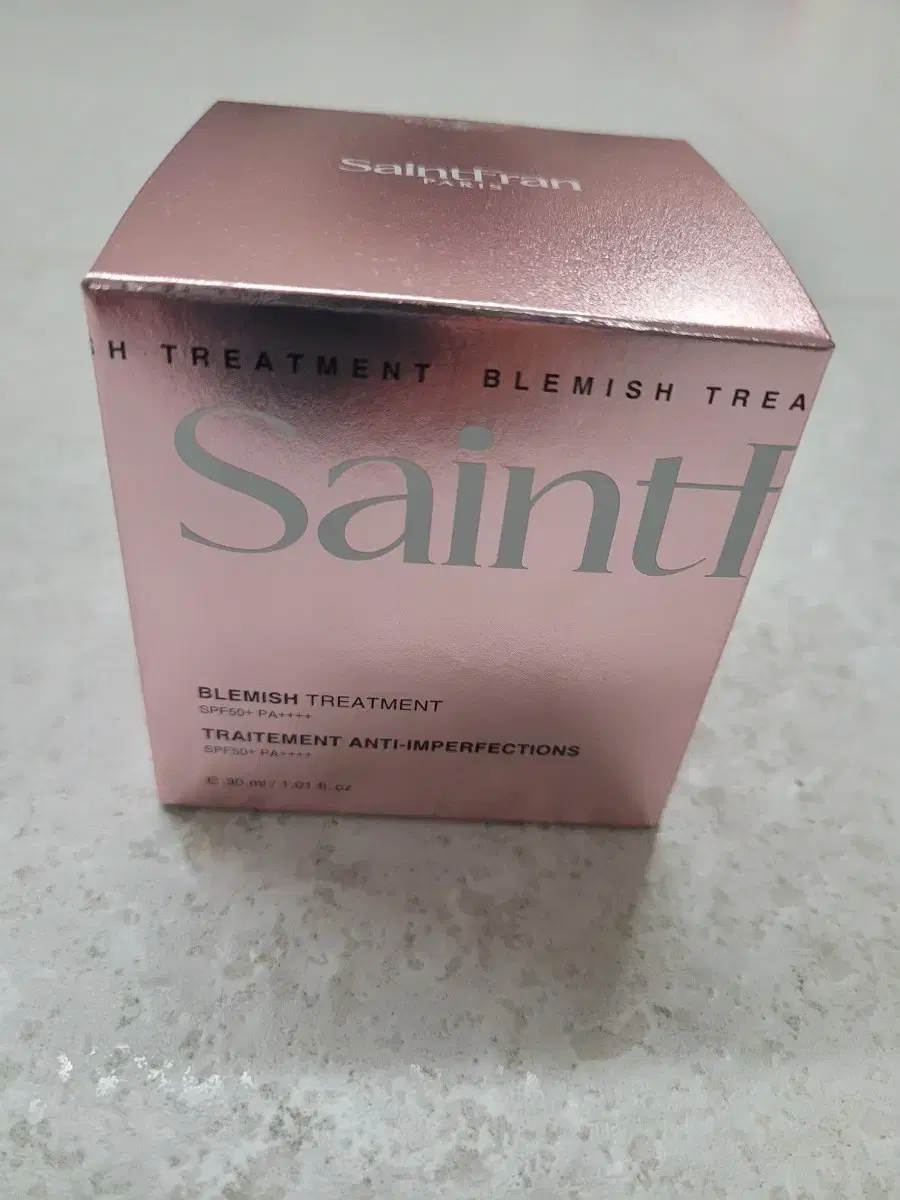 SaintFran
PARIS
H TREATMENT BLEMISH TREA
SaintF
BLEMISH TREATMENT
SPF50+ PA++++
TRAITEMENT ANTI-IMPERFECTIONS
SPF50+ PA++++
℮ 30 ml / 1.01 fl. oz